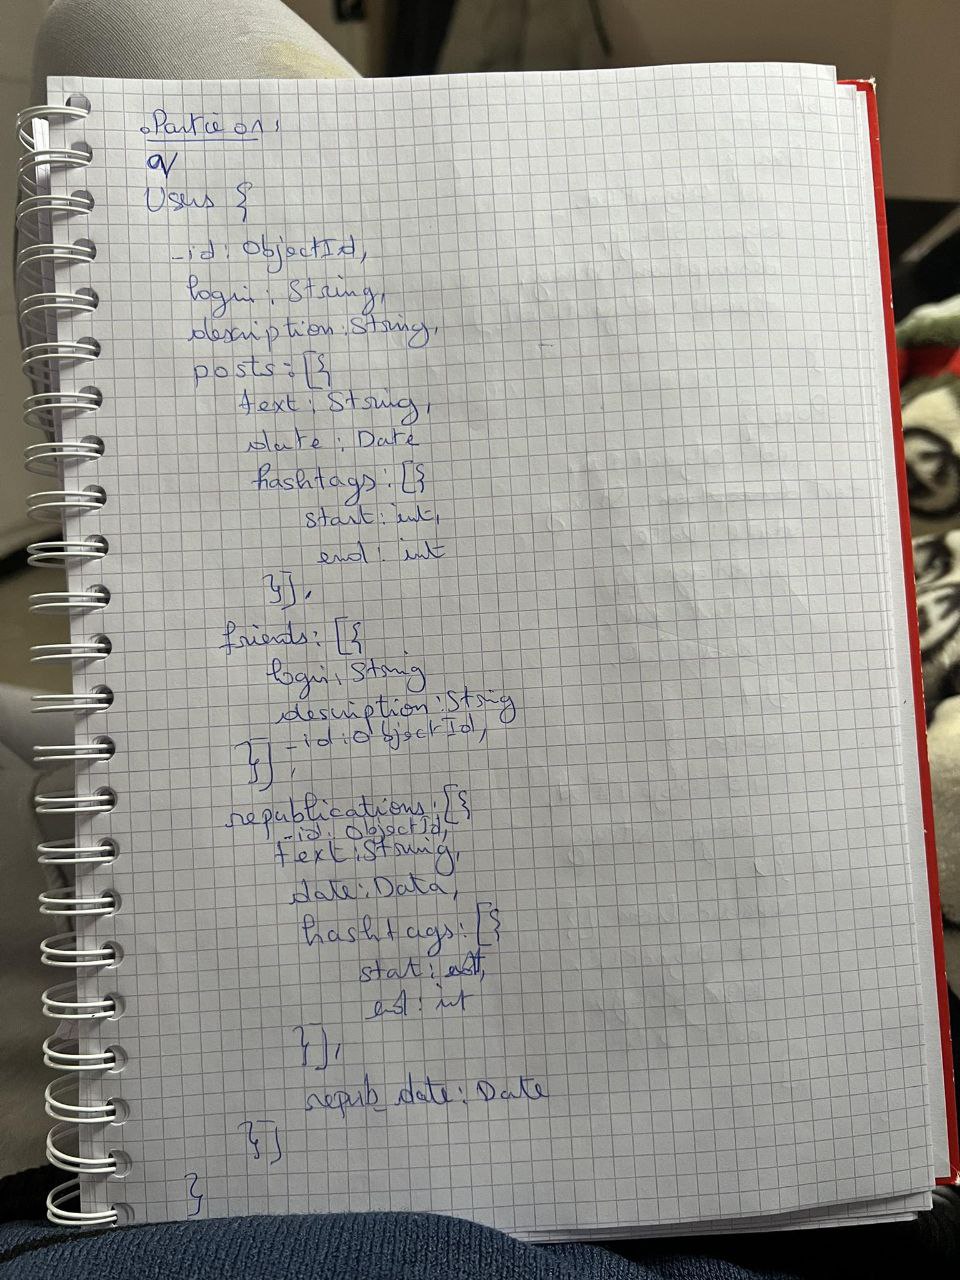 Partie 01:
a/
Users {
_id: ObjectId,
login: String,
description: String,
posts: [{
text: String,
date: Date
hashtags: [{
start: int,
end: int
}],
friends: [{
login: String
description: String
_id: ObjectId,
}],
republications: [{
_id: ObjectId,
text: String,
date: Data,
hashtags: [{
stat:
end: int
}],
repub_date: Date
}]
}